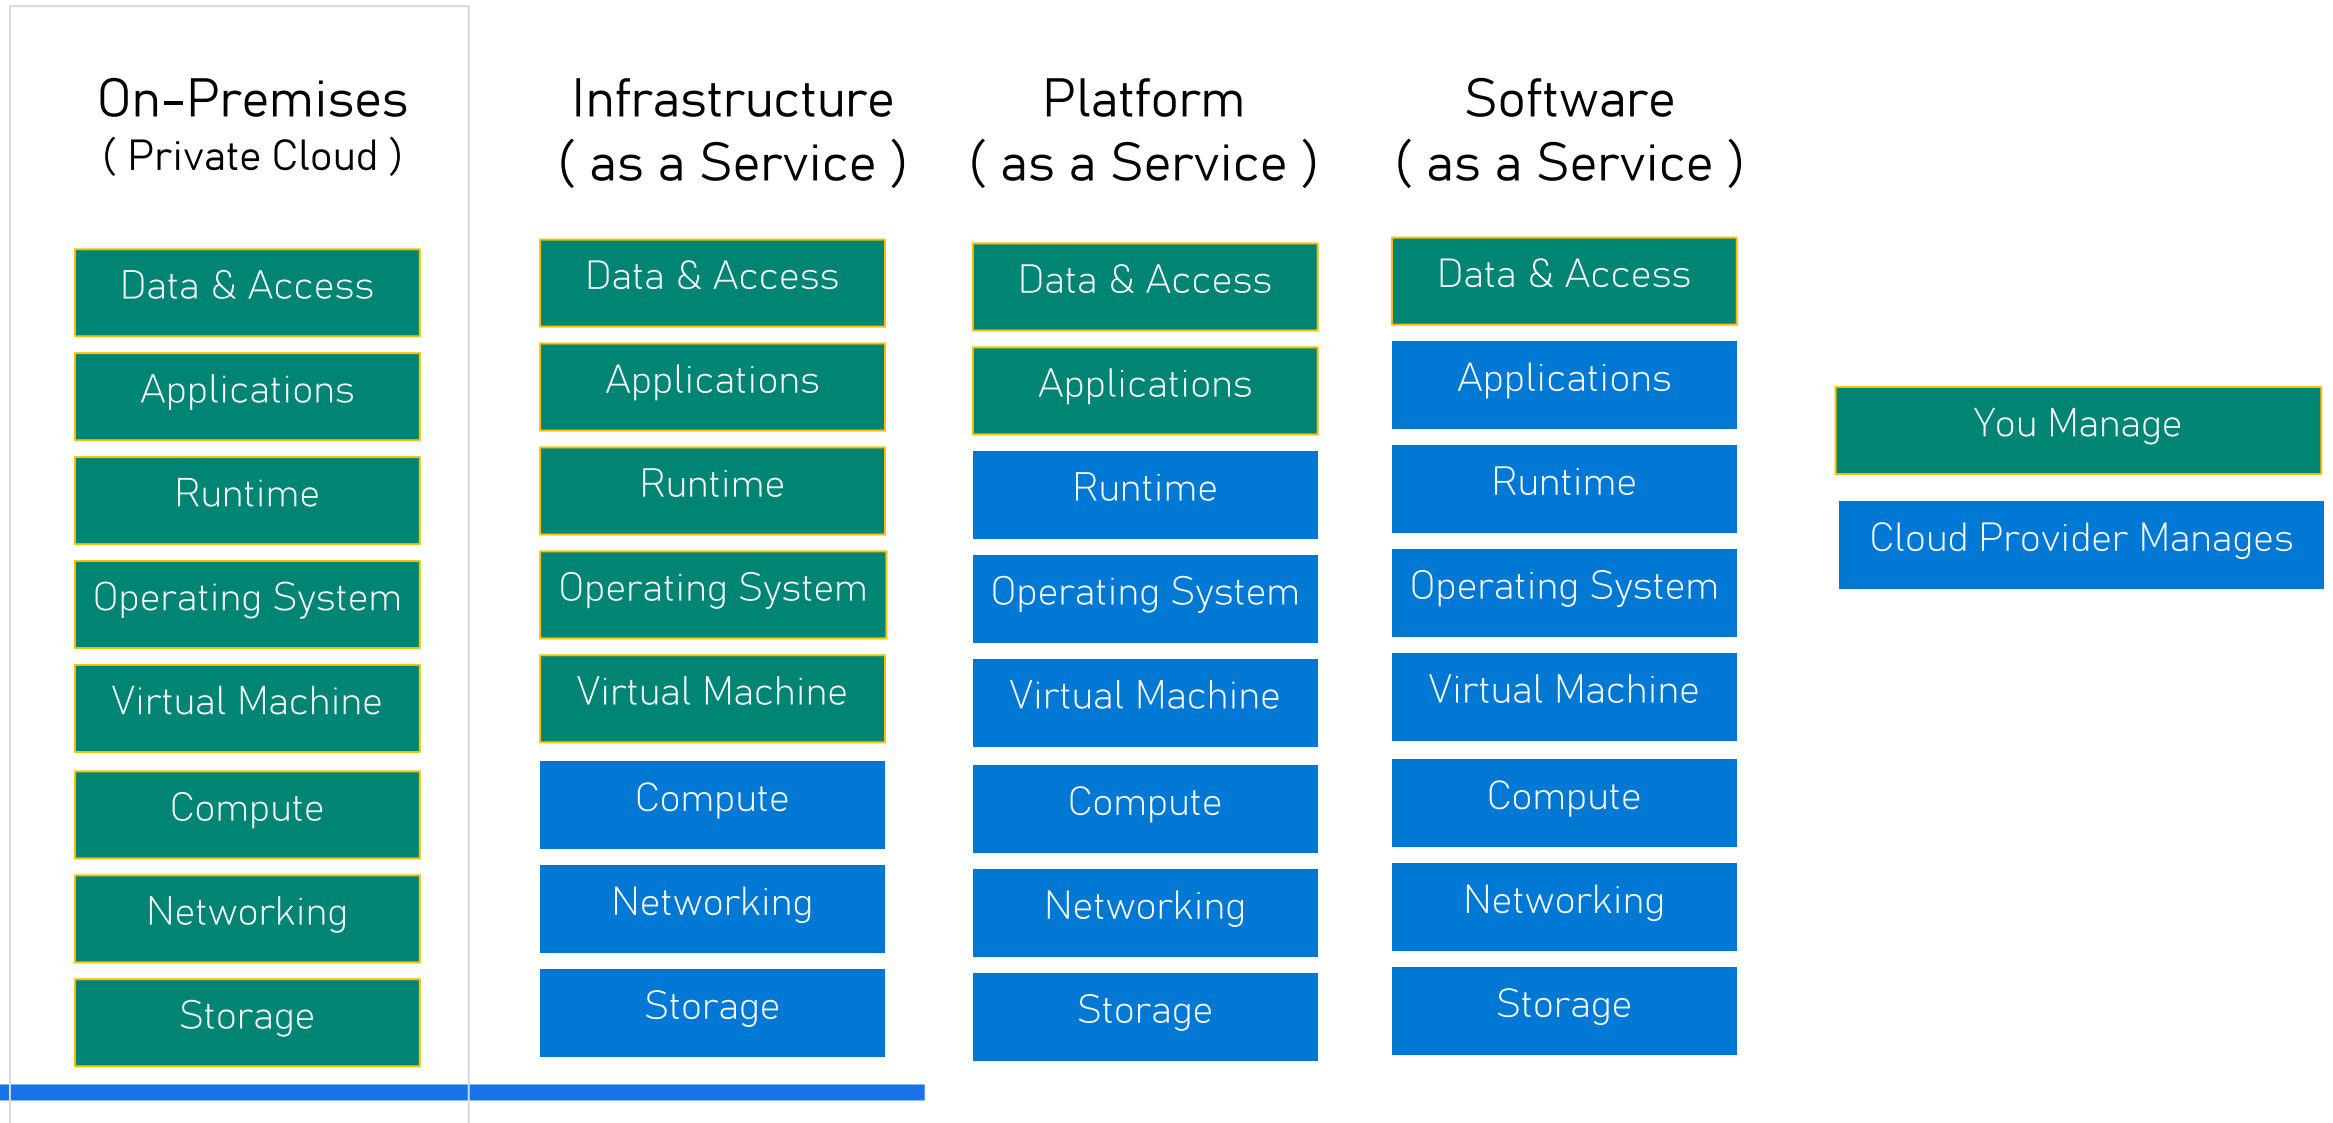 On-Premises
( Private Cloud )
Data & Access
Applications
Runtime
Operating System
Virtual Machine
Compute
Networking
Storage
Infrastructure
( as a Service )
Data & Access
Applications
Runtime
Operating System
Virtual Machine
Compute
Networking
Storage
Platform
( as a Service )
Data & Access
Applications
Runtime
Operating System
Virtual Machine
Compute
Networking
Storage
Software
( as a Service )
Data & Access
Applications
Runtime
Operating System
Virtual Machine
Compute
Networking
Storage
You Manage
Cloud Provider Manages